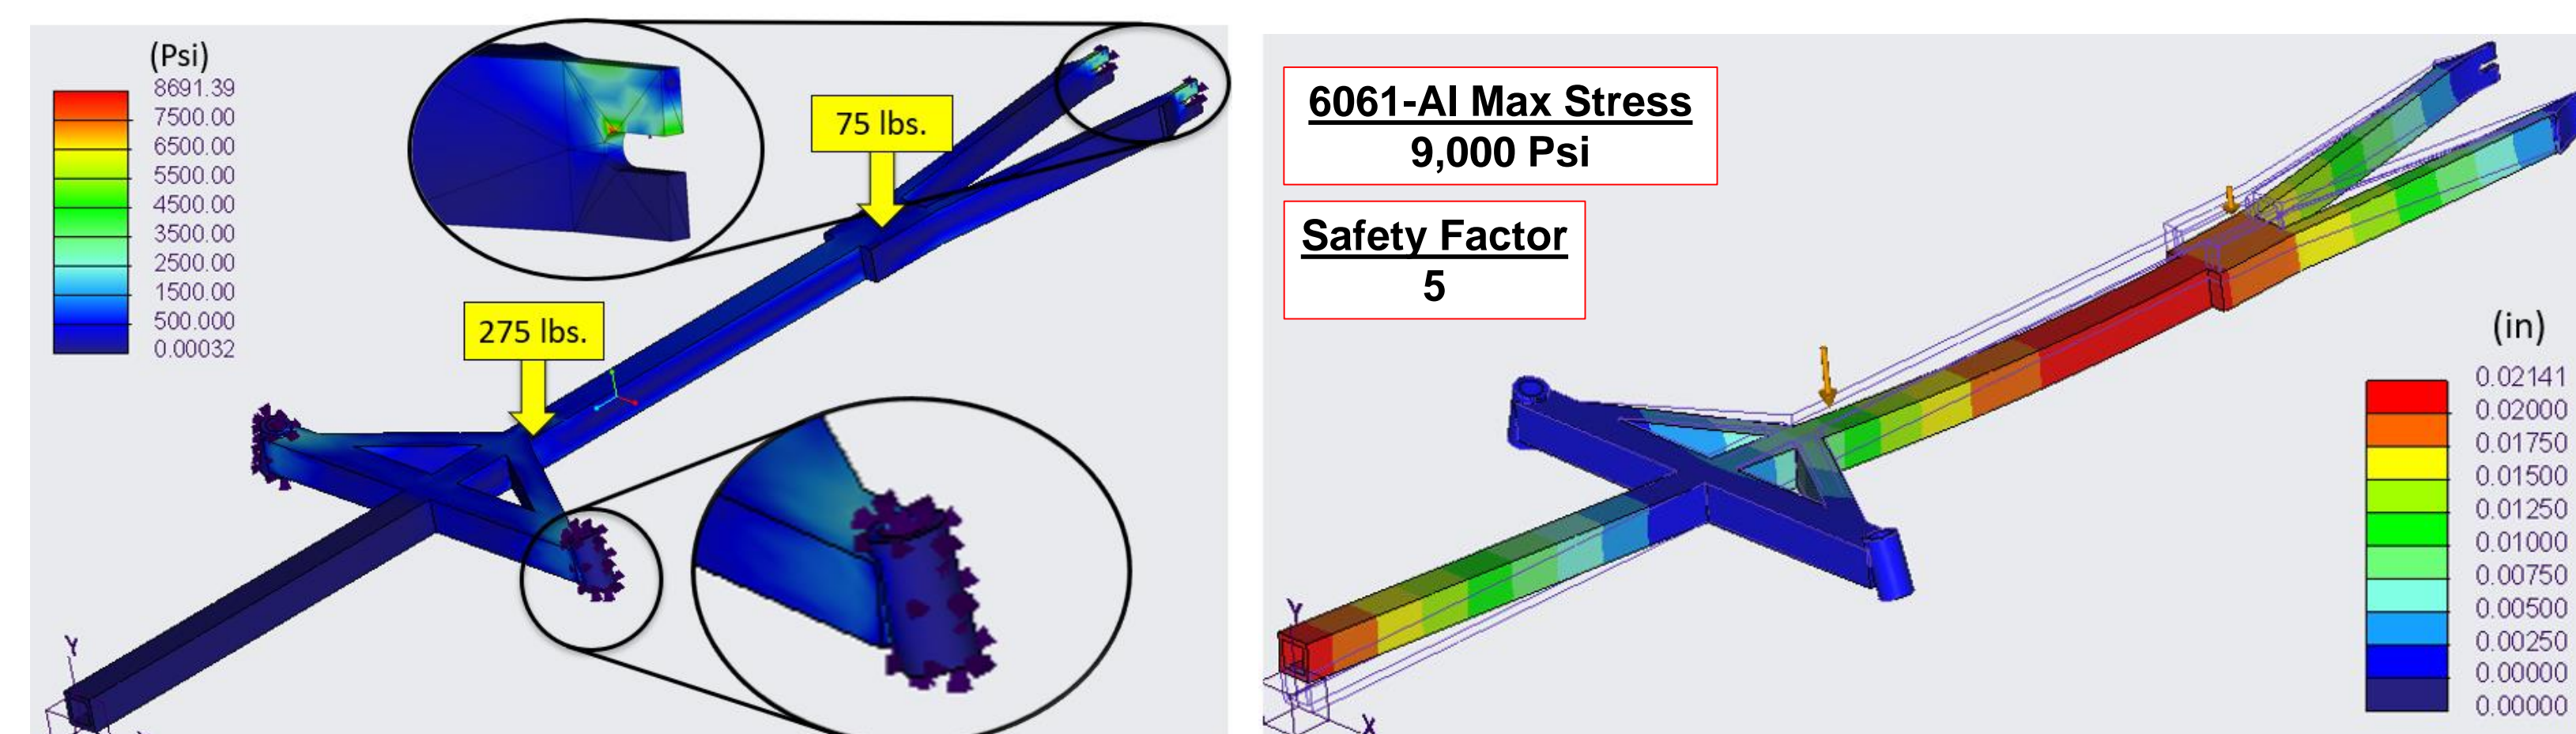 (Psi)
8691.39
7500.00
6500.00
5500.00
4500.00
3500.00
2500.00
1500.00
500.000
0.00032
75 lbs.
275 lbs.
Y
6061-Al Max Stress
9,000 Psi
Safety Factor
5
(in)
0.02141
0.02000
0.01750
0.01500
0.01250
0.01000
0.00750
0.00500
0.00250
0.00000
0.00000
Y
X